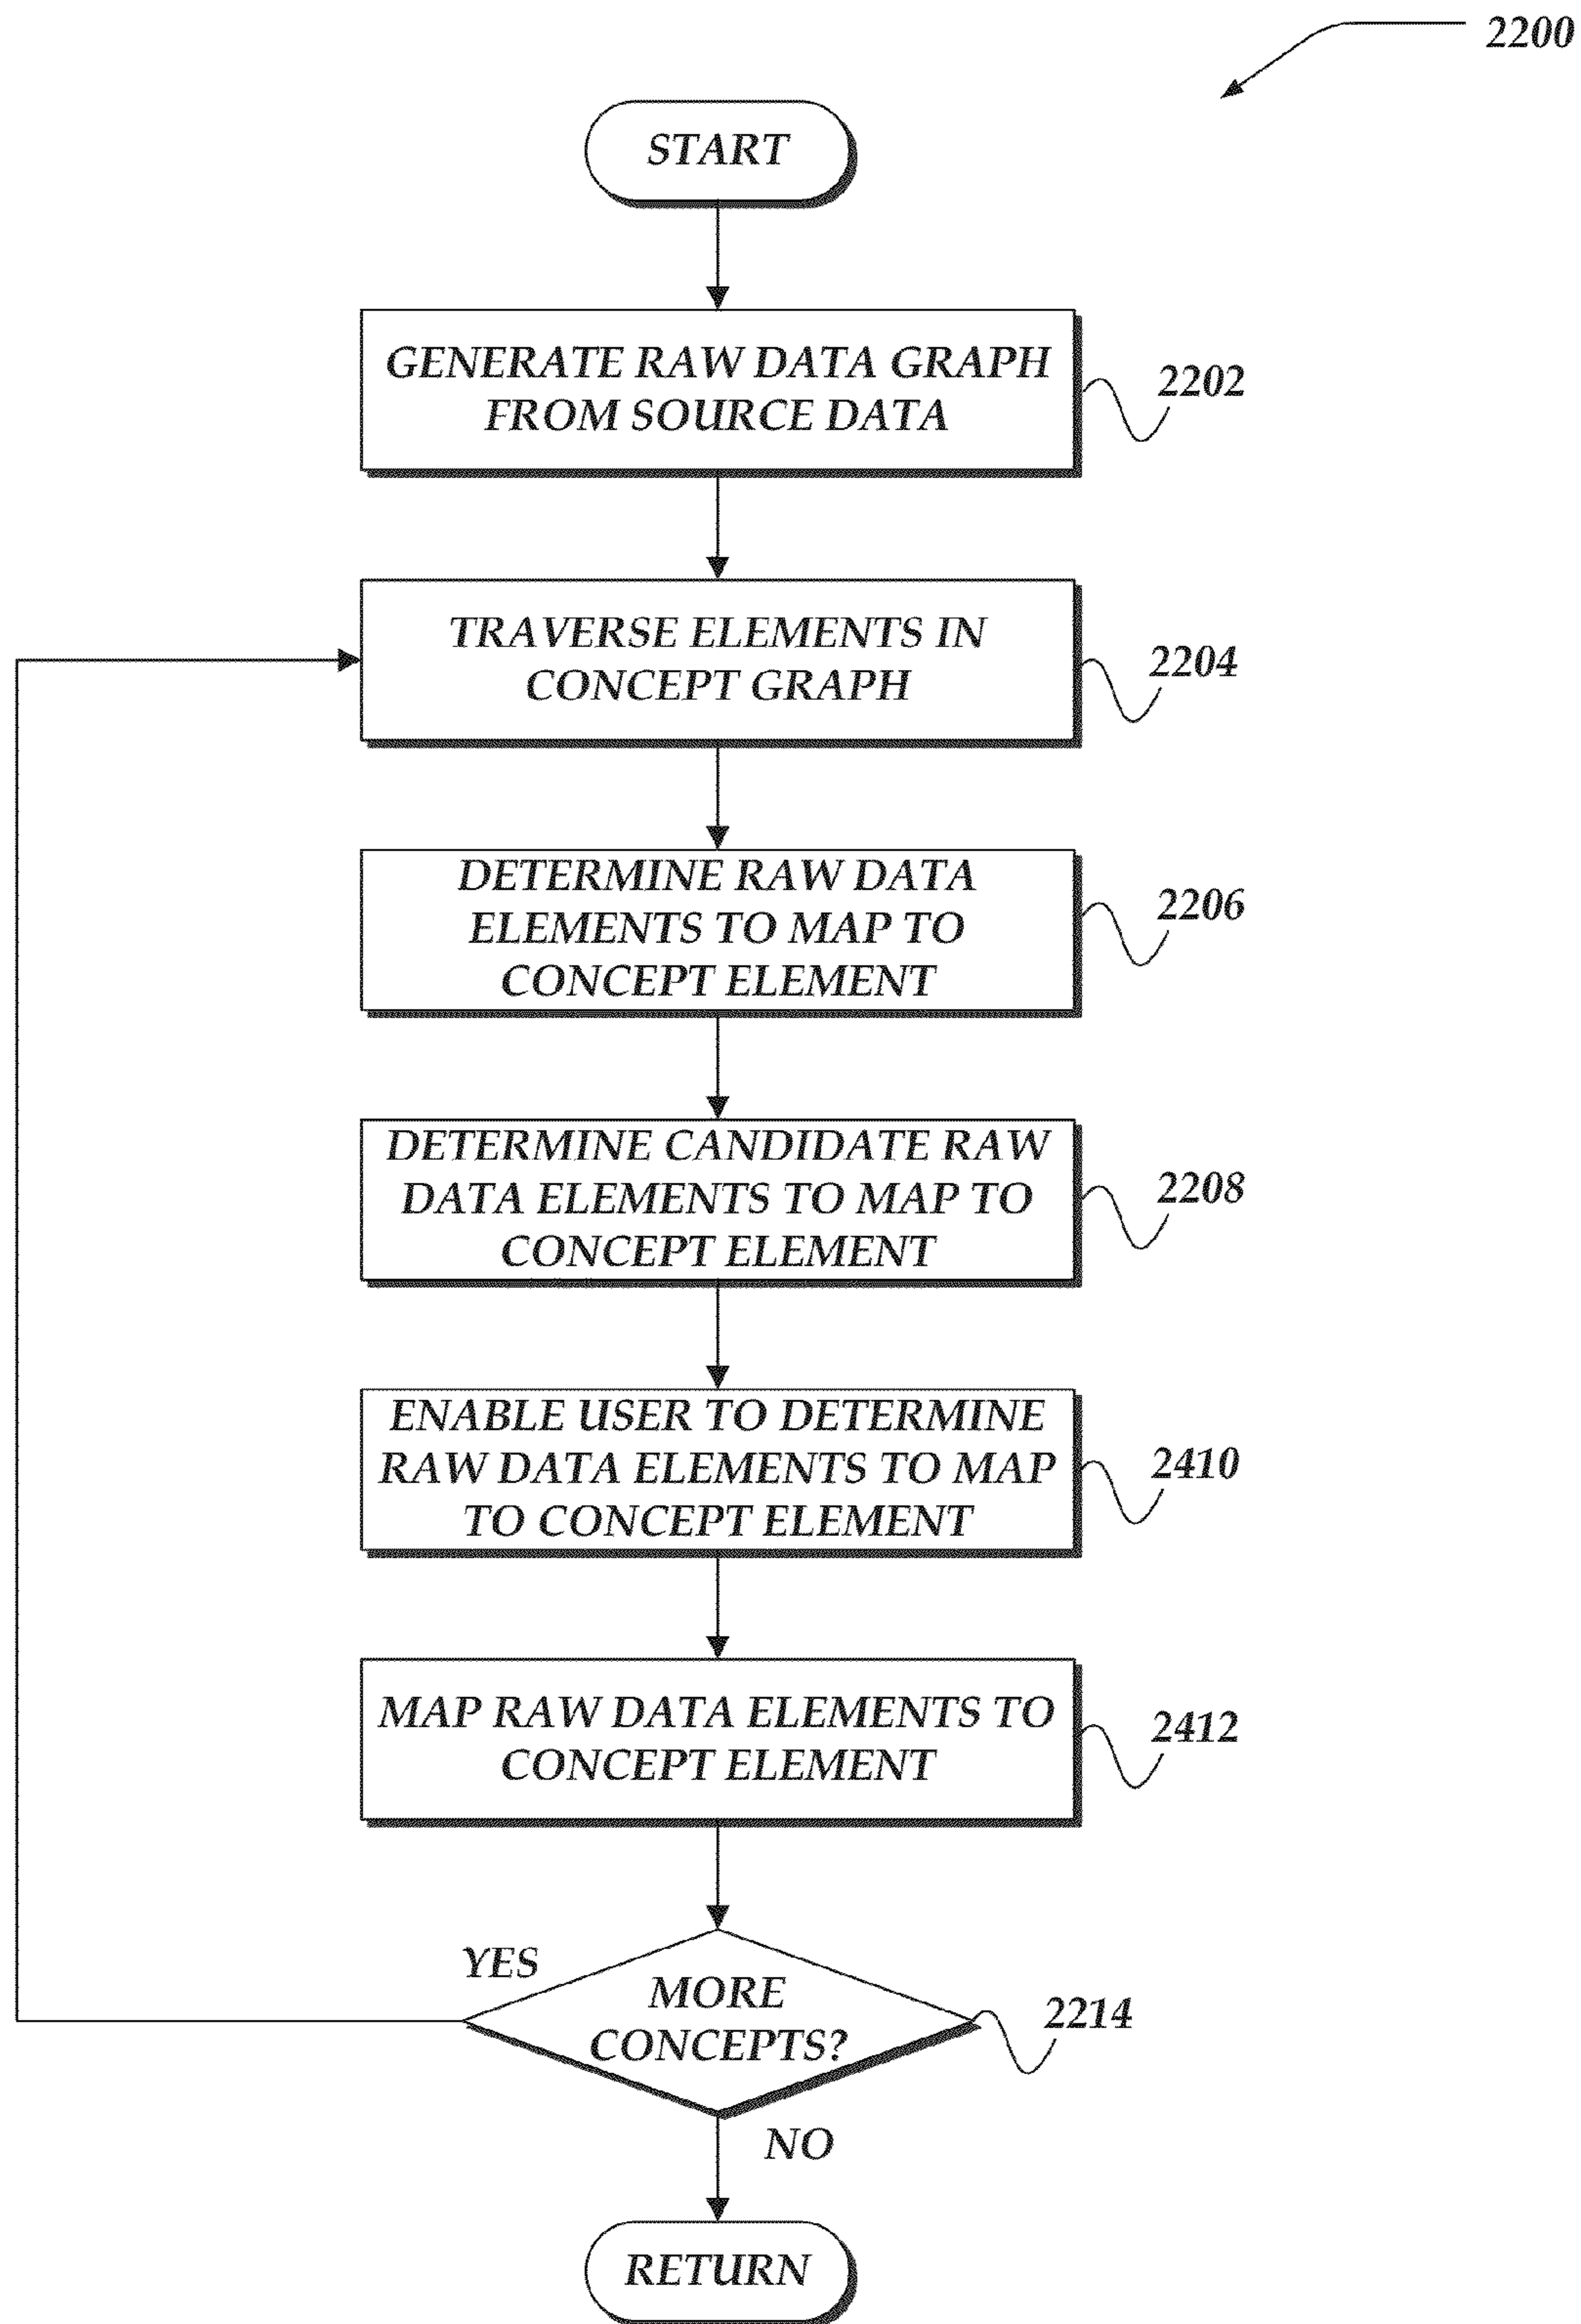 2200
START
GENERATE RAW DATA GRAPH
FROM SOURCE DATA
2202
TRAVERSE ELEMENTS IN
CONCEPT GRAPH
2204
DETERMINE RAW DATA
ELEMENTS TO MAP TO
CONCEPT ELEMENT
2206
DETERMINE CANDIDATE RAW
DATA ELEMENTS TO MAP TO
CONCEPT ELEMENT
2208
ENABLE USER TO DETERMINE
RAW DATA ELEMENTS TO MAP
TO CONCEPT ELEMENT
2410
MAP RAW DATA ELEMENTS TO
CONCEPT ELEMENT
2412
YES
MORE
CONCEPTS?
2214
NO
RETURN